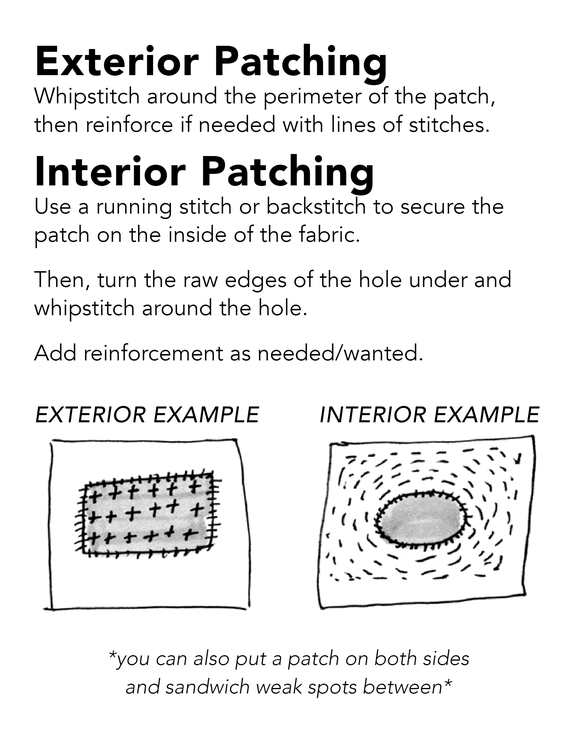 Exterior Patching
Whipstitch around the perimeter of the patch,
then reinforce if needed with lines of stitches.
Interior Patching
Use a running stitch or backstitch to secure the
patch on the inside of the fabric.
Then, turn the raw edges of the hole under and
whipstitch around the hole.
Add reinforcement as needed/wanted.
EXTERIOR EXAMPLE
INTERIOR EXAMPLE
*you can also put a patch on both sides
and sandwich weak spots between*